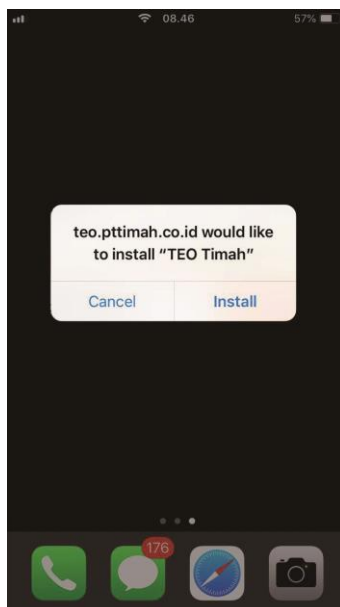 08.46 57%
teo.pttimah.co.id would like
to install “TEO Timah”
Cancel Install
176